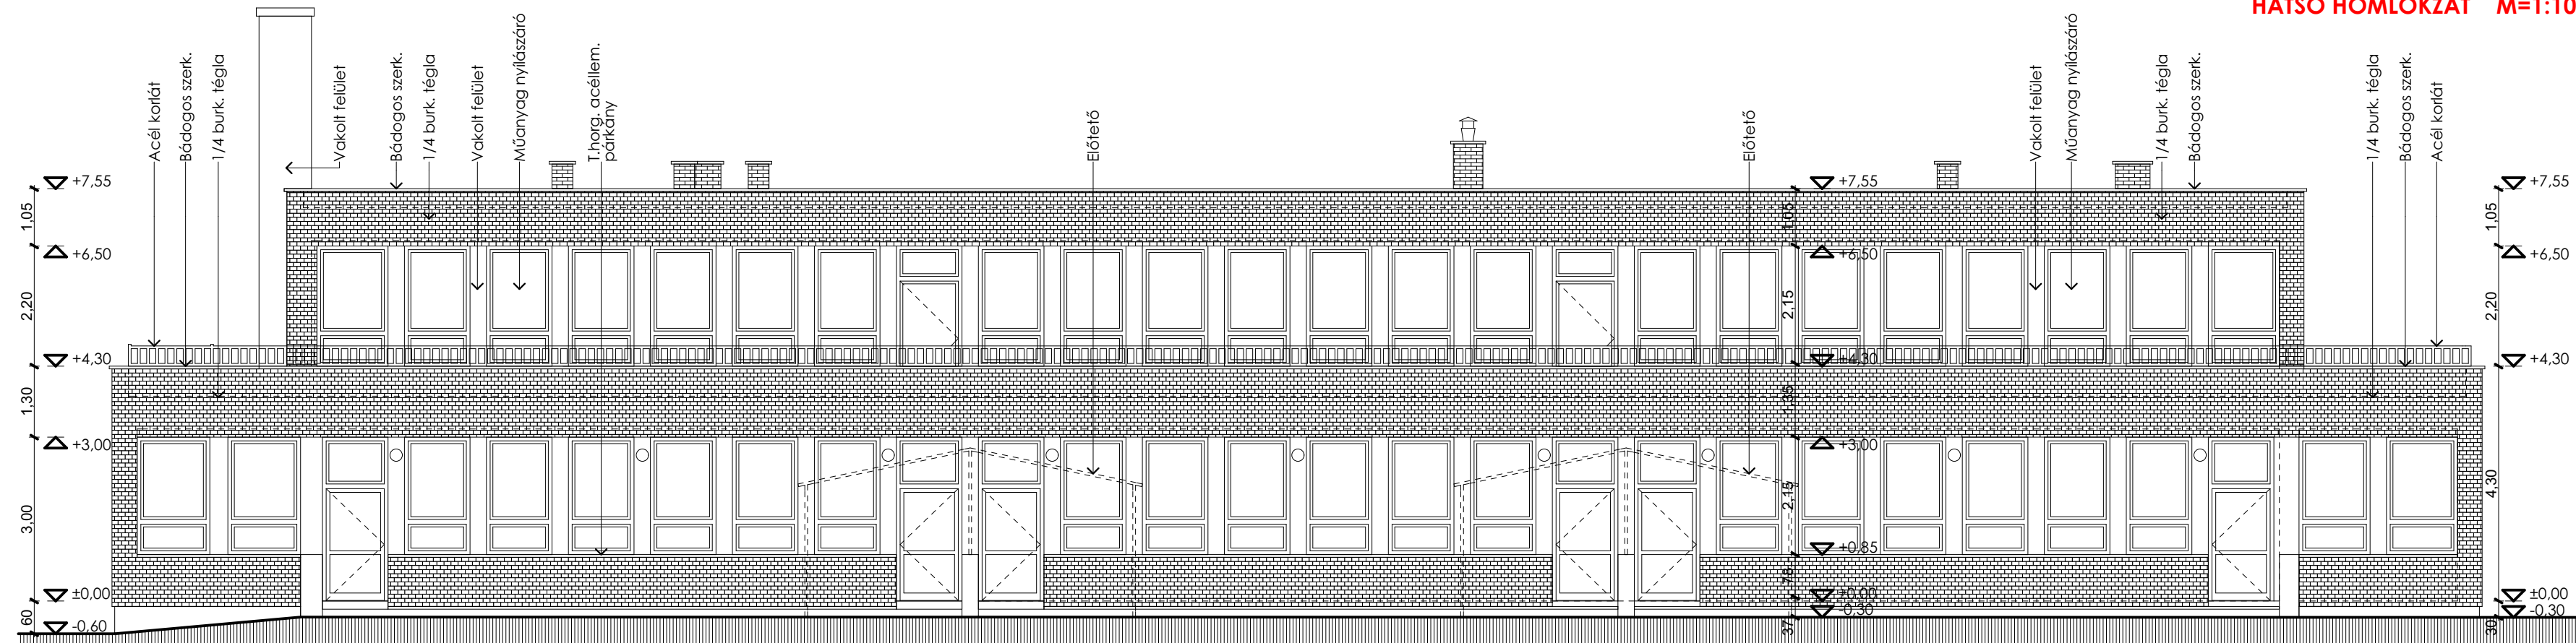 HÁTSÓ HOMLOKZAT M=1:10
Acél korlát
Bádogos szerk.
1/4 burk. tégla
Vakolt felület
Bádogos szerk.
1/4 burk. tégla
Vakolt felület
Műanyag nyílászáró
T.horg. acéllem.
párkány
Előtető
Előtető
Vakolt felület
Műanyag nyílászáró
1/4 burk. tégla
Bádogos szerk.
1/4 burk. tégla
Bádogos szerk.
Acél korlát
+7,55
1,05
+6,50
2,20
+4,30
1,30
+3,00
3,00
±0,00
60
-0,60
+7,55
1,05
+6,50
2,15
+4,30
1,35
+3,00
2,15
+0,85
78
±0,00
-0,30
37
+7,55
1,05
+6,50
2,20
+4,30
4,30
±0,00
-0,30
30